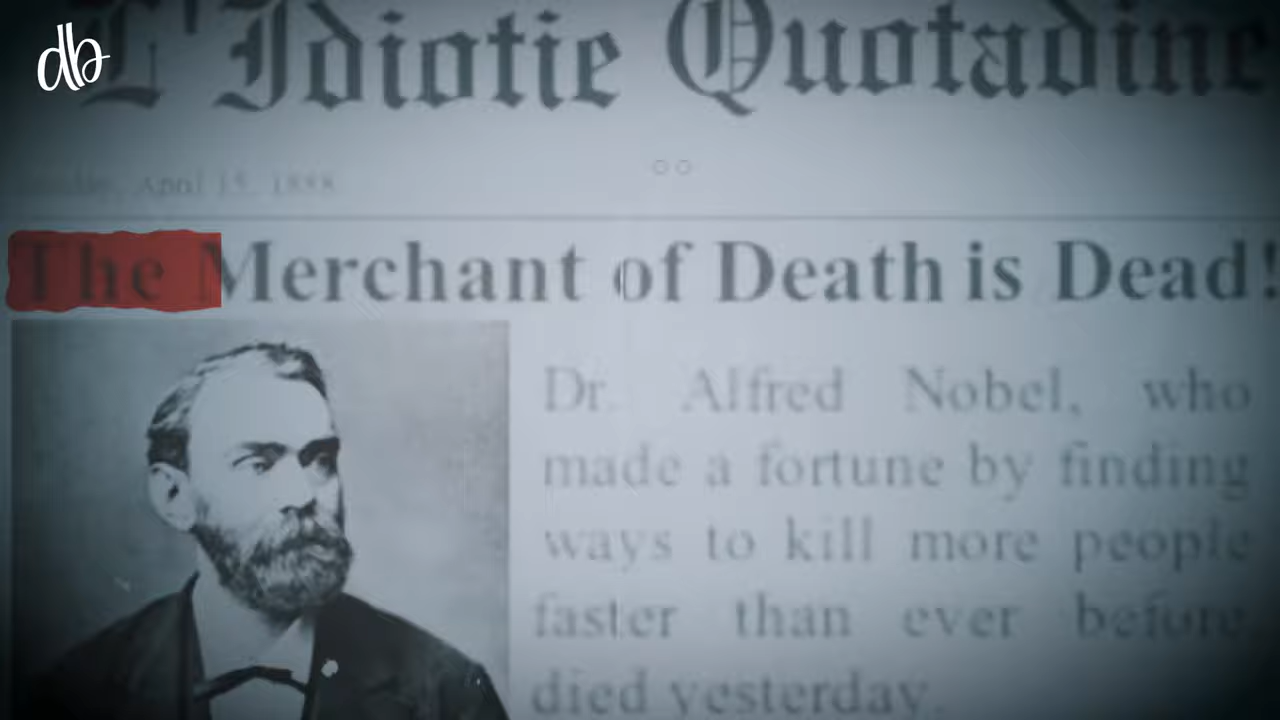 db
L'Idiotie Quotadine
April 15, 1888
The Merchant of Death is Dead!
Dr. Alfred Nobel, who
made a fortune by finding
ways to kill more people
faster than ever before,
died yesterday.